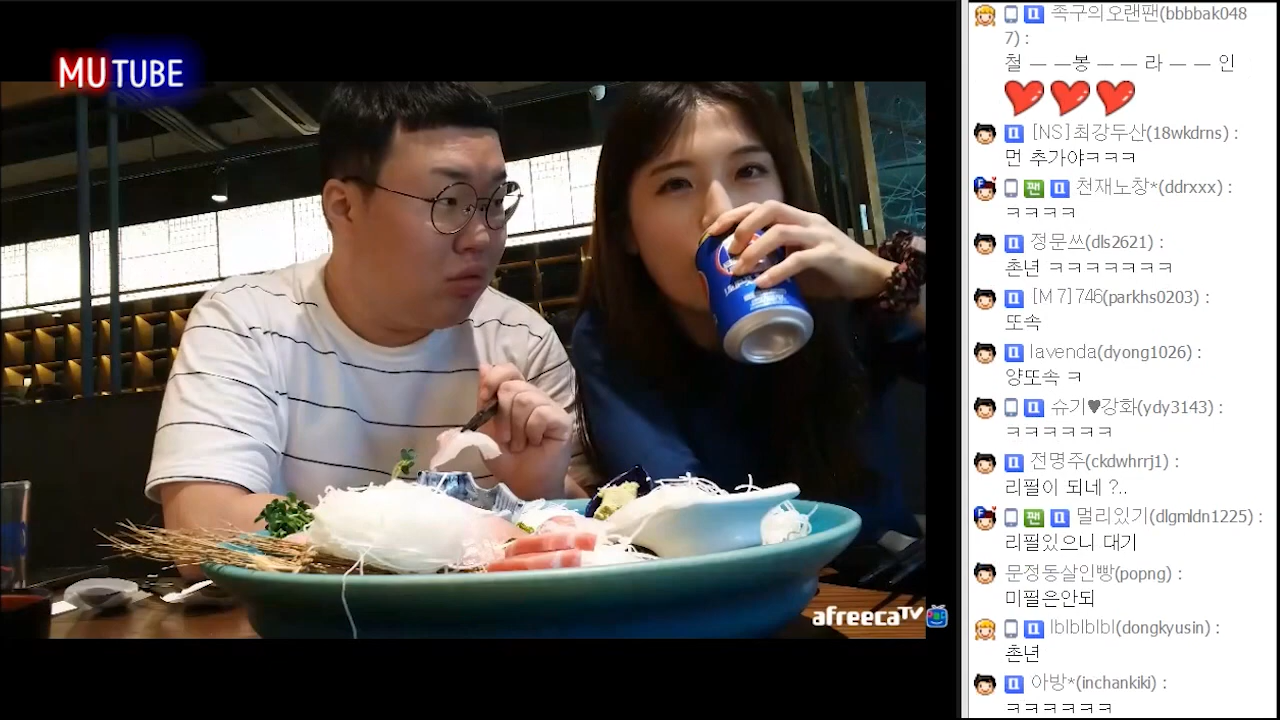 MUTUBE
afreecaTV
족구의오랜팬(bbbbak048
7) :
철 ㅡ ㅡ봉 ㅡ ㅡ 라 ㅡ ㅡ 인
[NS]최강두산(18wkdrns) :
먼 추가야ㅋㅋㅋ
팬 천재노창*(ddrxxx) :
ㅋㅋㅋㅋ
정문쓰(dls2621) :
촌년 ㅋㅋㅋㅋㅋㅋㅋ
[M 7]746(parkhs0203) :
또속
lavenda(dyong1026) :
양또속 ㅋ
슈기♥강화(ydy3143) :
ㅋㅋㅋㅋㅋㅋ
전명주(ckdwhrrj1) :
리필이 되네 ?..
팬 멀리있기(dlgmldn1225) :
리필있으니 대기
문정동살인빵(popng) :
미필은안되
lblblblbl(dongkyusin) :
촌년
아방*(inchankiki) :
ㅋㅋㅋㅋㅋㅋ